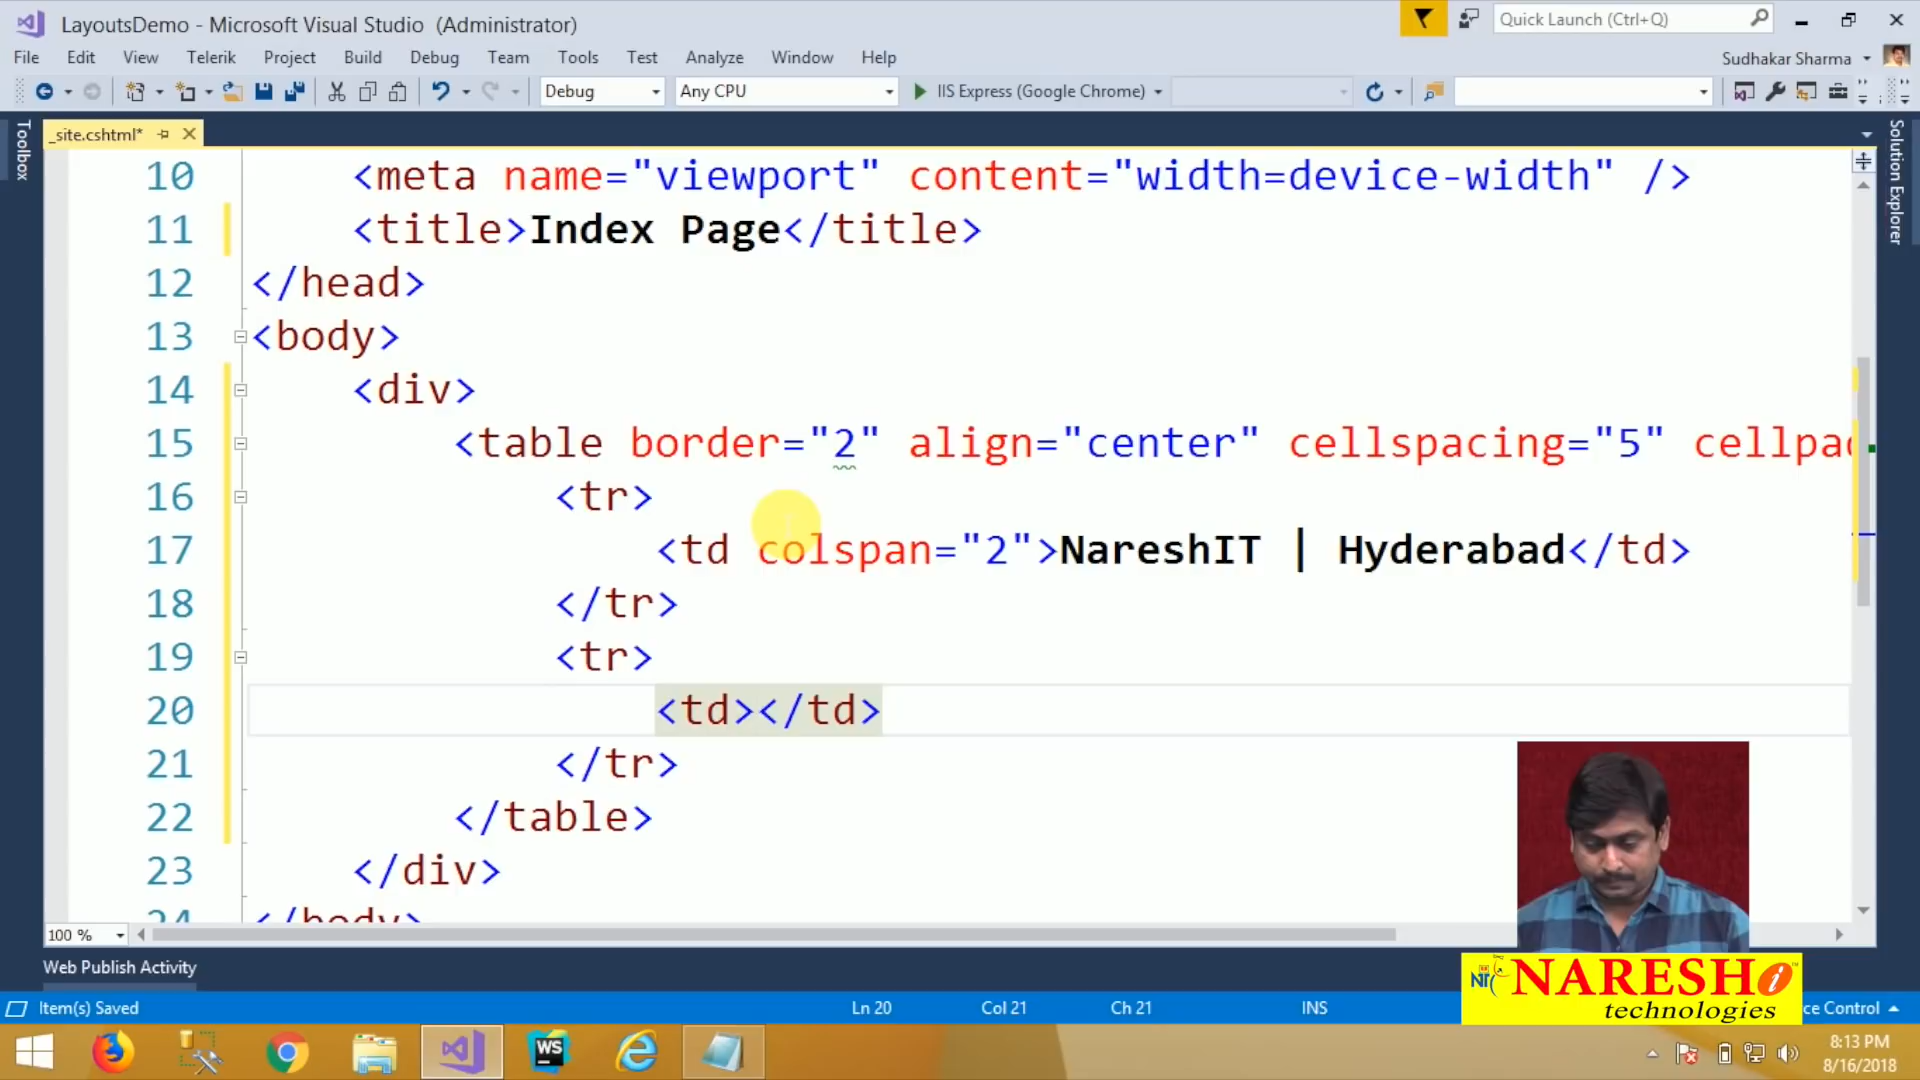 LayoutsDemo - Microsoft Visual Studio (Administrator)
Quick Launch (Ctrl+Q)
File Edit View Telerik Project Build Debug Team Tools Test Analyze Window Help
Sudhakar Sharma
Debug
Any CPU
IIS Express (Google Chrome)
Toolbox
_site.cshtml*
Solution Explorer
10 <meta name="viewport" content="width=device-width" />
11 <title>Index Page</title>
12 </head>
13 <body>
14 <div>
15 <table border="2" align="center" cellspacing="5" cellpad
16 <tr>
17 <td colspan="2">NareshIT | Hyderabad</td>
18 </tr>
19 <tr>
20 <td></td>
21 </tr>
22 </table>
23 </div>
24 </body>
100 %
Web Publish Activity
Item(s) Saved
Ln 20 Col 21 Ch 21 INS
ce Control
NARESH i
technologies
WS
8:13 PM
8/16/2018